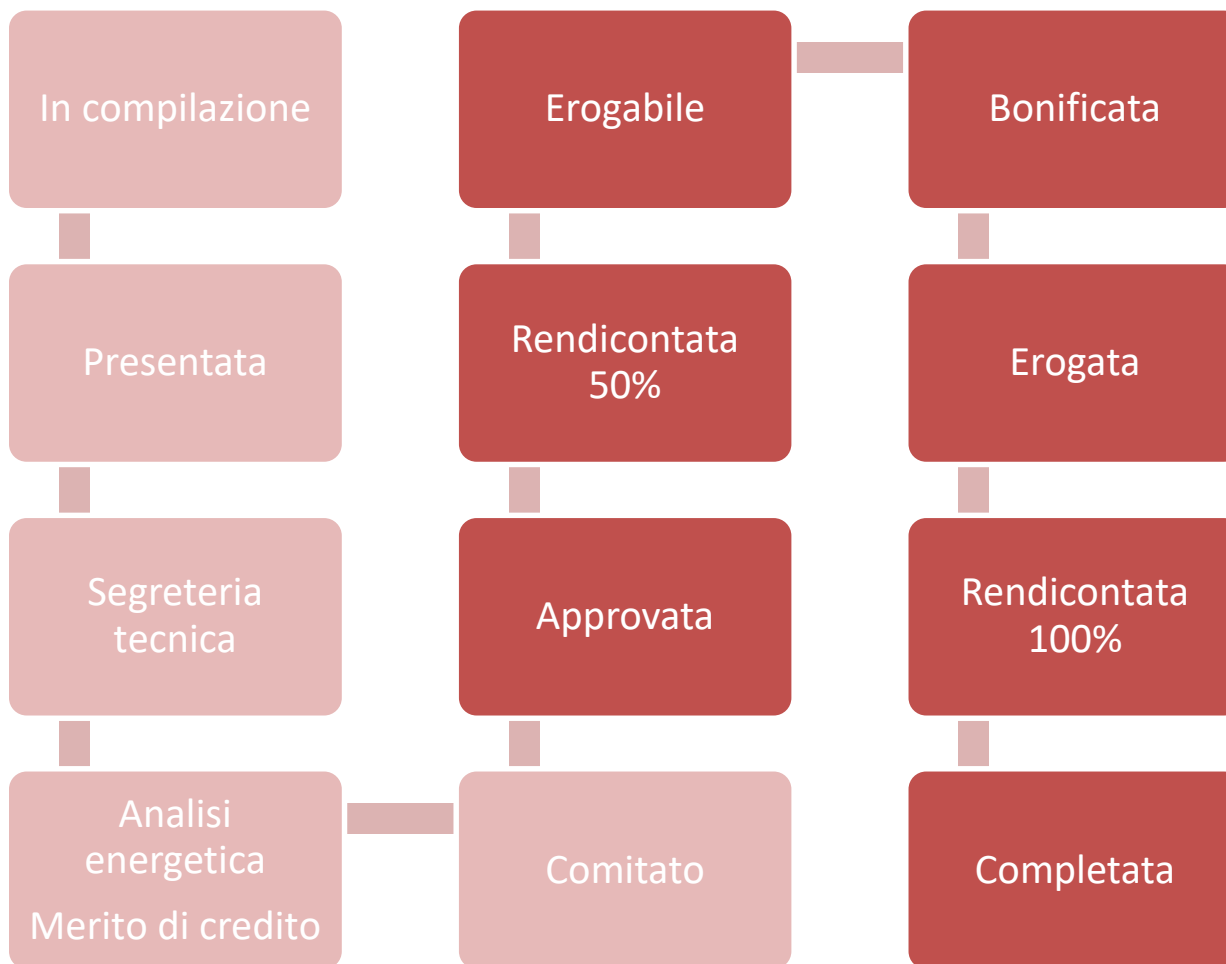 In compilazione
Presentata
Segreteria
tecnica
Analisi
energetica
Merito di credito
Comitato
Approvata
Rendicontata
50%
Erogabile
Bonificata
Erogata
Rendicontata
100%
Completata